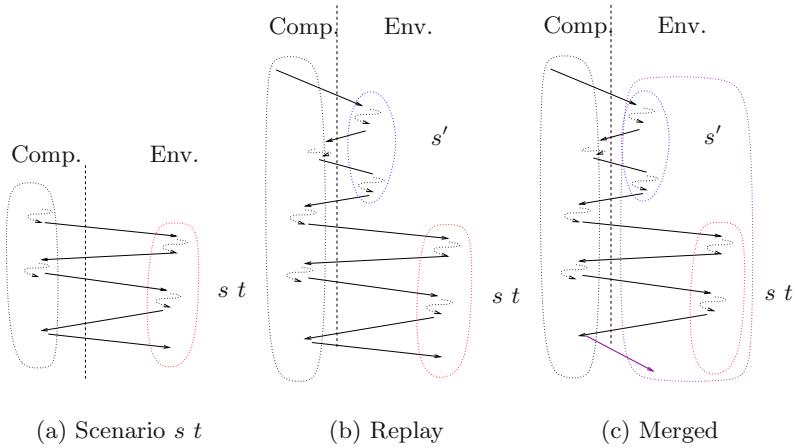 Comp. Env.
s t
(a) Scenario s t
Comp. Env.
s′
s t
(b) Replay
Comp. Env.
s′
s t
(c) Merged